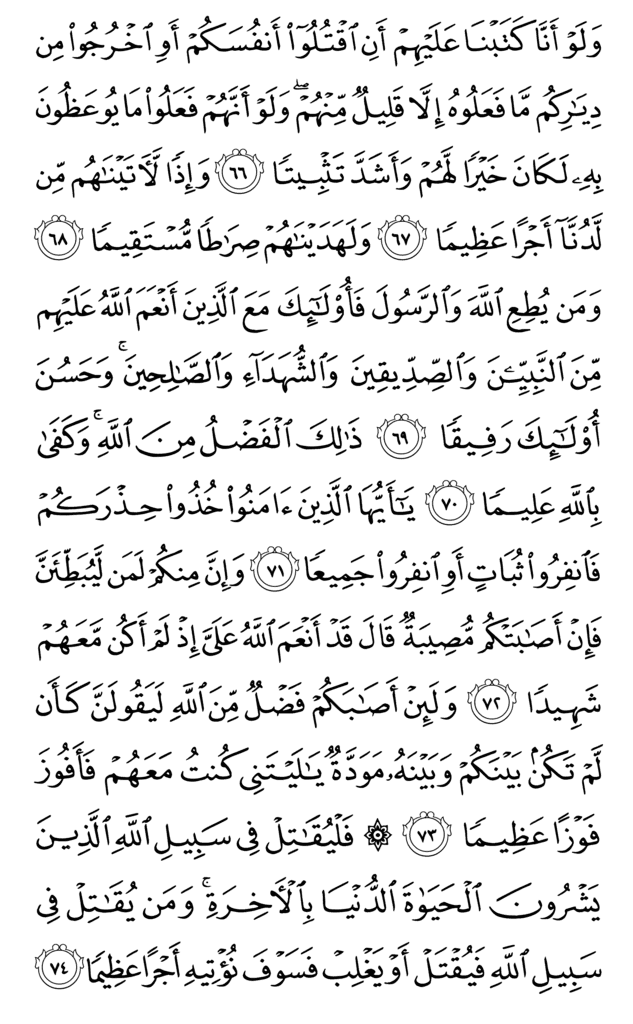 وَلَوْ أَنَّا كَتَبْنَا عَلَيْهِمْ أَنِ ٱقْتُلُوٓا۟ أَنفُسَكُمْ أَوِ ٱخْرُجُوا۟ مِن
دِيَٰرِكُم مَّا فَعَلُوهُ إِلَّا قَلِيلٌ مِّنْهُمْ ۖ وَلَوْ أَنَّهُمْ فَعَلُوا۟ مَا يُوعَظُونَ
بِهِۦ لَكَانَ خَيْرًا لَّهُمْ وَأَشَدَّ تَثْبِيتًا ٦٦ وَإِذًا لَّءَاتَيْنَٰهُم مِّن
لَّدُنَّآ أَجْرًا عَظِيمًا ٦٧ وَلَهَدَيْنَٰهُمْ صِرَٰطًا مُّسْتَقِيمًا ٦٨
وَمَن يُطِعِ ٱللَّهَ وَٱلرَّسُولَ فَأُو۟لَٰٓئِكَ مَعَ ٱلَّذِينَ أَنْعَمَ ٱللَّهُ عَلَيْهِم
مِّنَ ٱلنَّبِيِّـۧنَ وَٱلصِّدِّيقِينَ وَٱلشُّهَدَآءِ وَٱلصَّٰلِحِينَ ۚ وَحَسُنَ
أُو۟لَٰٓئِكَ رَفِيقًا ٦٩ ذَٰلِكَ ٱلْفَضْلُ مِنَ ٱللَّهِ ۚ وَكَفَىٰ
بِٱللَّهِ عَلِيمًا ٧٠ يَٰٓأَيُّهَا ٱلَّذِينَ ءَامَنُوا۟ خُذُوا۟ حِذْرَكُمْ
فَٱنفِرُوا۟ ثُبَاتٍ أَوِ ٱنفِرُوا۟ جَمِيعًا ٧١ وَإِنَّ مِنكُمْ لَمَن لَّيُبَطِّئَنَّ
فَإِنْ أَصَٰبَتْكُم مُّصِيبَةٌ قَالَ قَدْ أَنْعَمَ ٱللَّهُ عَلَىَّ إِذْ لَمْ أَكُن مَّعَهُمْ
شَهِيدًا ٧٢ وَلَئِنْ أَصَٰبَكُمْ فَضْلٌ مِّنَ ٱللَّهِ لَيَقُولَنَّ كَأَن
لَّمْ تَكُنۢ بَيْنَكُمْ وَبَيْنَهُۥ مَوَدَّةٌ يَٰلَيْتَنِى كُنتُ مَعَهُمْ فَأَفُوزَ
فَوْزًا عَظِيمًا ٧٣ ۞ فَلْيُقَٰتِلْ فِى سَبِيلِ ٱللَّهِ ٱلَّذِينَ
يَشْرُونَ ٱلْحَيَوٰةَ ٱلدُّنْيَا بِٱلْءَاخِرَةِ ۚ وَمَن يُقَٰتِلْ فِى
سَبِيلِ ٱللَّهِ فَيُقْتَلْ أَوْ يَغْلِبْ فَسَوْفَ نُؤْتِيهِ أَجْرًا عَظِيمًا ٧٤